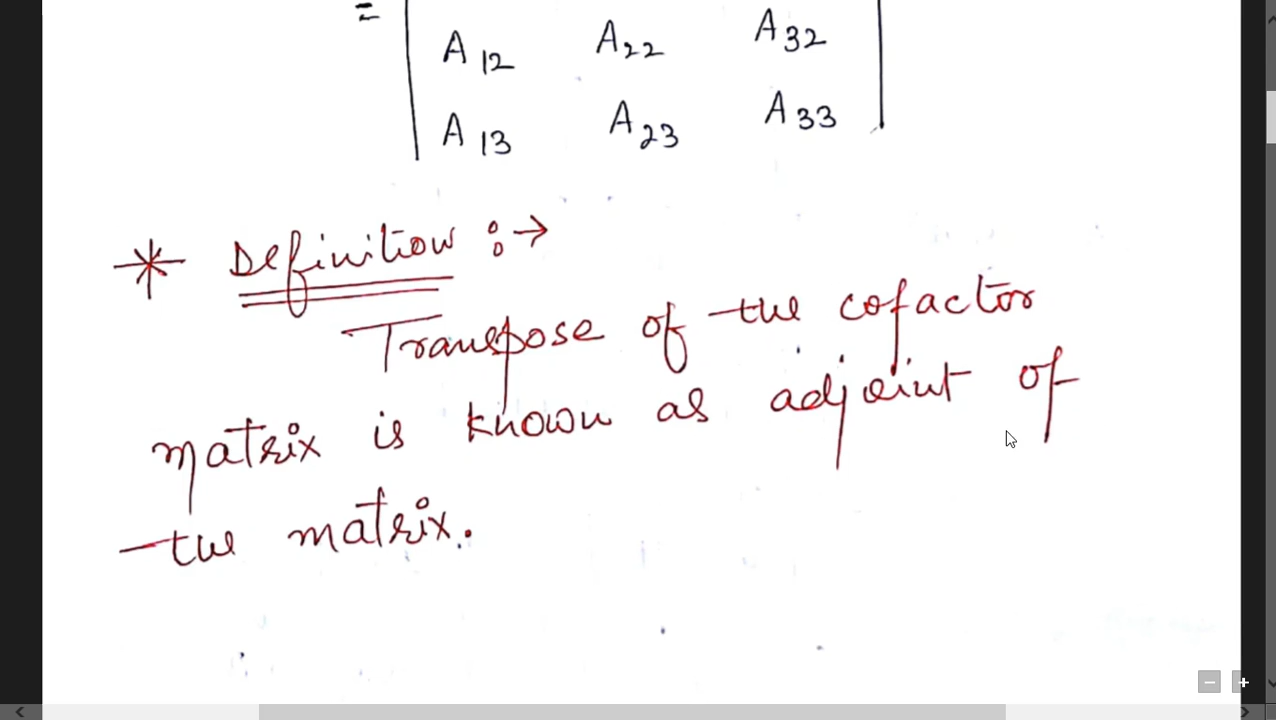 =
A12 A22 A32
A13 A23 A33
* Definition :→
Transpose of the cofactor
matrix is known as adjoint of
the matrix.